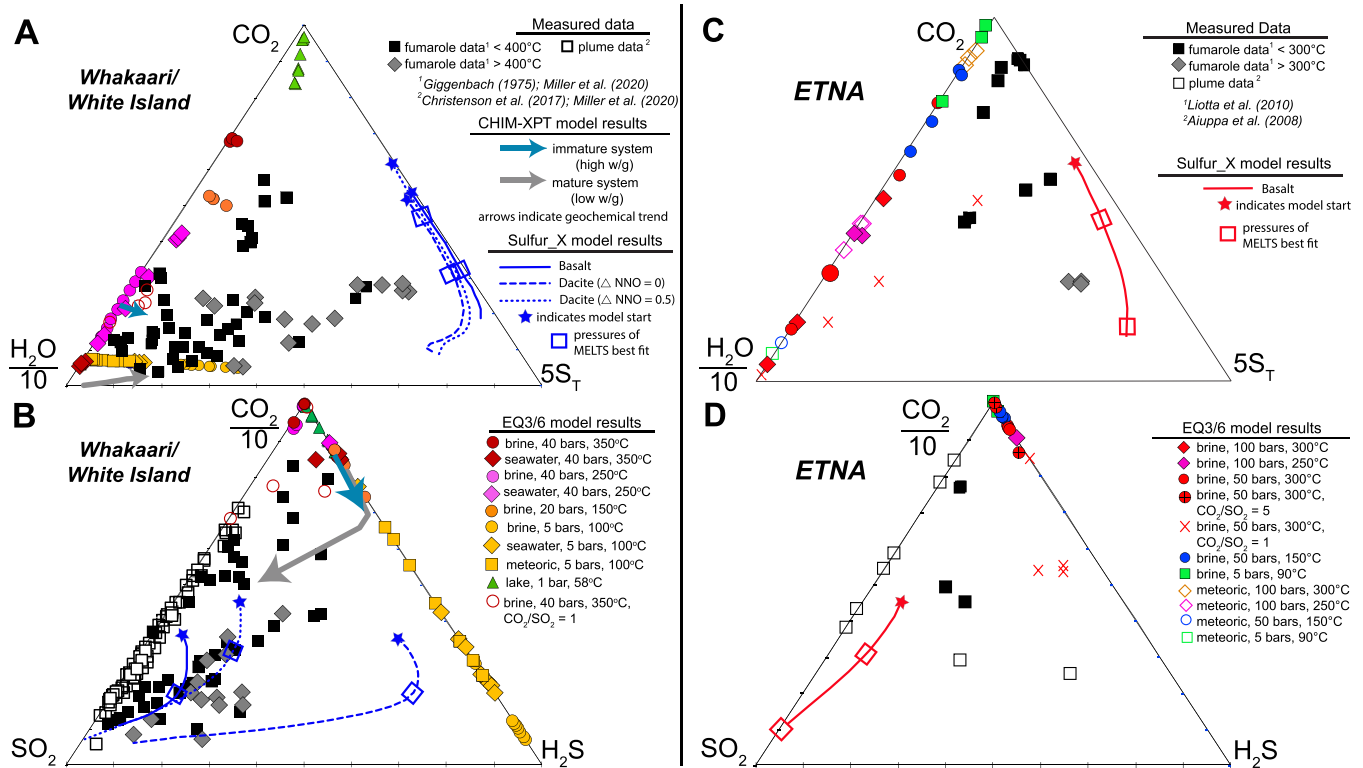 A
Whakaari/
White Island
CO2
H2O
10
5ST
Measured data
fumarole data1 < 400°C
plume data2
fumarole data1 > 400°C
1Giggenbach (1975); Miller et al. (2020)
2Christenson et al. (2017); Miller et al. (2020)
CHIM-XPT model results
immature system
(high w/g)
mature system
(low w/g)
arrows indicate geochemical trend
Sulfur_X model results
Basalt
Dacite (△ NNO = 0)
Dacite (△ NNO = 0.5)
indicates model start
pressures of
MELTS best fit
B
Whakaari/
White Island
CO2
10
SO2
H2S
EQ3/6 model results
brine, 40 bars, 350°C
seawater, 40 bars, 350°C
brine, 40 bars, 250°C
seawater, 40 bars, 250°C
brine, 20 bars, 150°C
brine, 5 bars, 100°C
seawater, 5 bars, 100°C
meteoric, 5 bars, 100°C
lake, 1 bar, 58°C
brine, 40 bars, 350°C,
CO2/SO2 = 1
C
ETNA
CO2
H2O
10
5ST
Measured Data
fumarole data1 < 300°C
fumarole data1 > 300°C
plume data2
1Liotta et al. (2010)
2Aiuppa et al. (2008)
Sulfur_X model results
Basalt
indicates model start
pressures of
MELTS best fit
D
ETNA
CO2
10
SO2
H2S
EQ3/6 model results
brine, 100 bars, 300°C
brine, 100 bars, 250°C
brine, 50 bars, 300°C
brine, 50 bars, 300°C,
CO2/SO2 = 5
brine, 50 bars, 300°C,
CO2/SO2 = 1
brine, 50 bars, 150°C
brine, 5 bars, 90°C
meteoric, 100 bars, 300°C
meteoric, 100 bars, 250°C
meteoric, 50 bars, 150°C
meteoric, 5 bars, 90°C